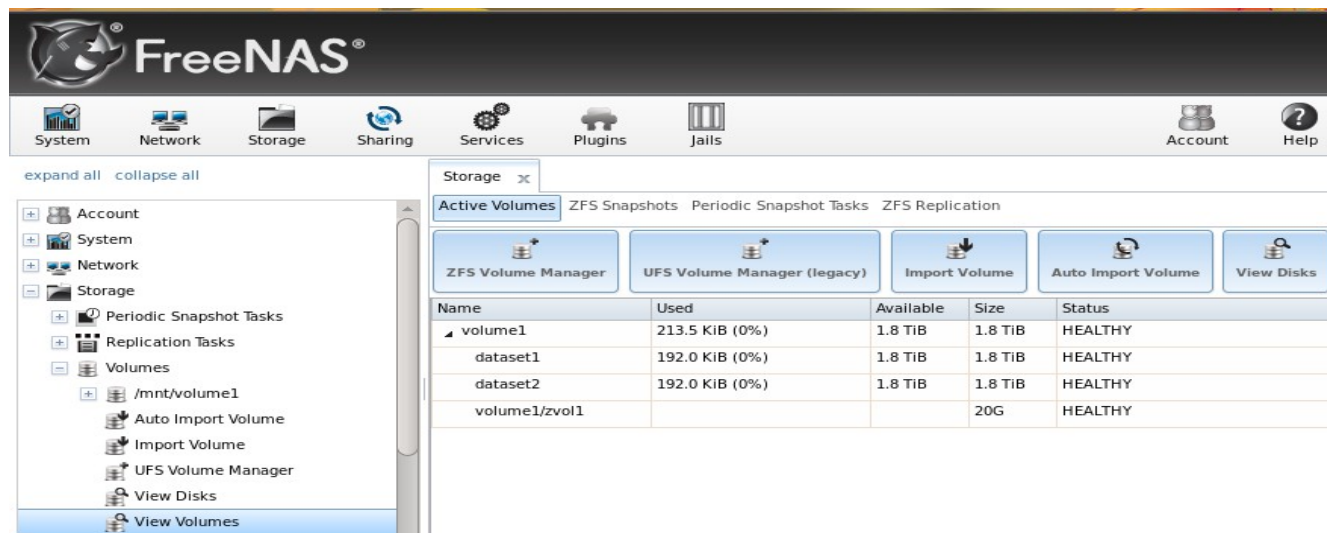 FreeNAS®
System Network Storage Sharing Services Plugins Jails Account Help
expand all collapse all
Account
System
Network
Storage
Periodic Snapshot Tasks
Replication Tasks
Volumes
/mnt/volume1
Auto Import Volume
Import Volume
UFS Volume Manager
View Disks
View Volumes
Storage x
Active Volumes ZFS Snapshots Periodic Snapshot Tasks ZFS Replication
ZFS Volume Manager UFS Volume Manager (legacy) Import Volume Auto Import Volume View Disks
Name Used Available Size Status
volume1 213.5 KiB (0%) 1.8 TiB 1.8 TiB HEALTHY
dataset1 192.0 KiB (0%) 1.8 TiB 1.8 TiB HEALTHY
dataset2 192.0 KiB (0%) 1.8 TiB 1.8 TiB HEALTHY
volume1/zvol1 20G HEALTHY